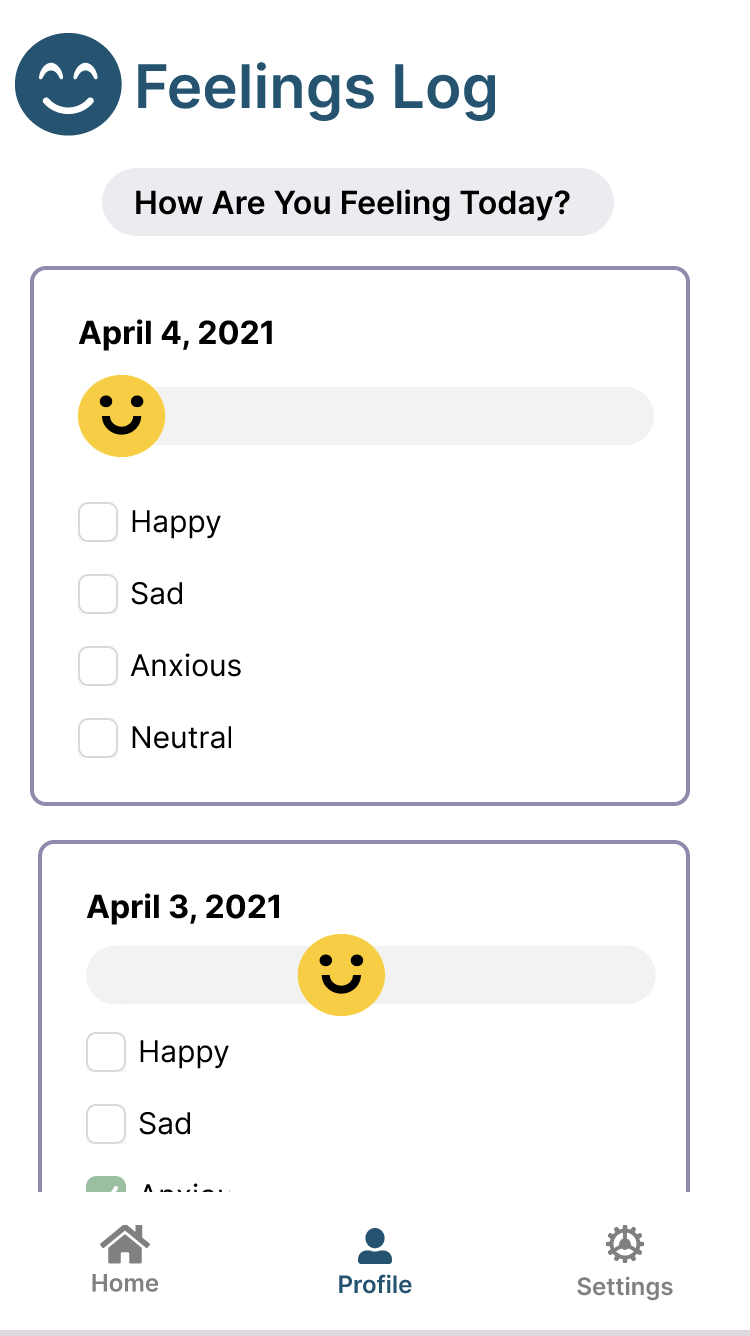 Feelings Log
How Are You Feeling Today?
April 4, 2021
Happy
Sad
Anxious
Neutral
April 3, 2021
Happy
Sad
Home
Profile
Settings